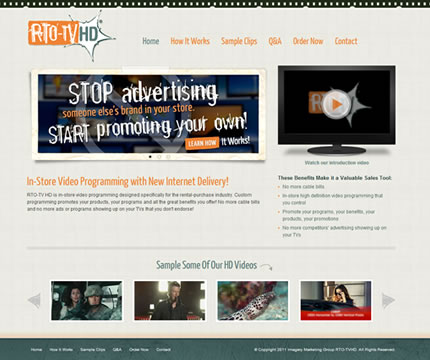 RTO-TV HD
Home How It Works Sample Clips Q&A Order Now Contact
STOP advertising
someone else's brand in your store.
START promoting your own!
LEARN HOW It Works!
RTO-TV HD
Watch our introduction video
In-Store Video Programming with New Internet Delivery!
RTO-TV HD is in-store video programming designed specifically for the rental-purchase industry. Custom
programming promotes your products, your programs and all the great benefits you offer! No more cable bills
and no more ads or programs showing up on your TVs that you don't endorse!
These Benefits Make it a Valuable Sales Tool:
No more cable bills.
In-store high definition video programming that you
control
Promote your programs, your benefits, your
products, your promotions
No more competitors' advertising showing up on
your TVs
Sample Some Of Our HD Videos
Home How It Works Sample Clips Q&A Order Now Contact
© Copyright 2011 Integey Marketing Group RTO-TVHD. All Rights Reserved.